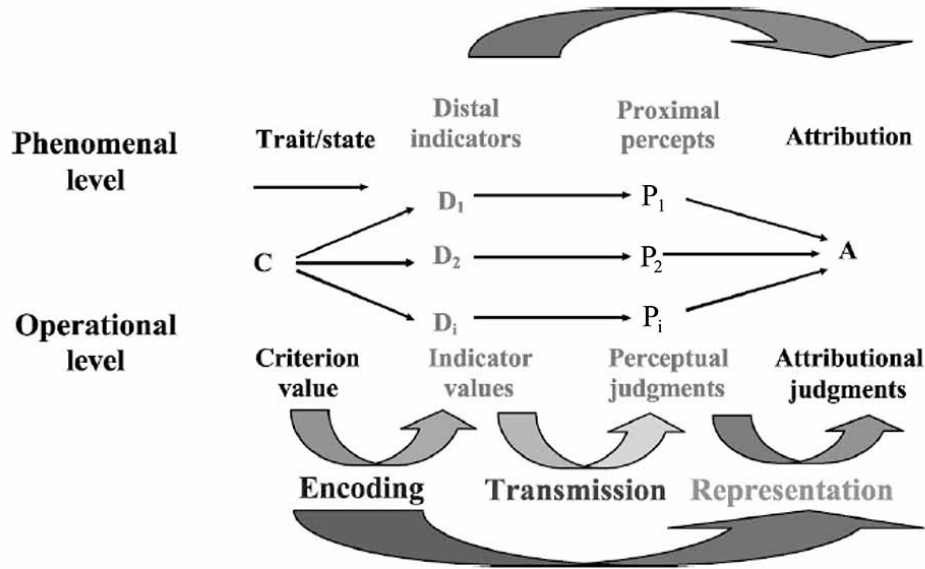 Phenomenal
level
Trait/state
Distal
indicators
Proximal
percepts
Attribution
D1
P1
C
D2
P2
A
Operational
level
Di
Pi
Criterion
value
Indicator
values
Perceptual
judgments
Attributional
judgments
Encoding
Transmission
Representation